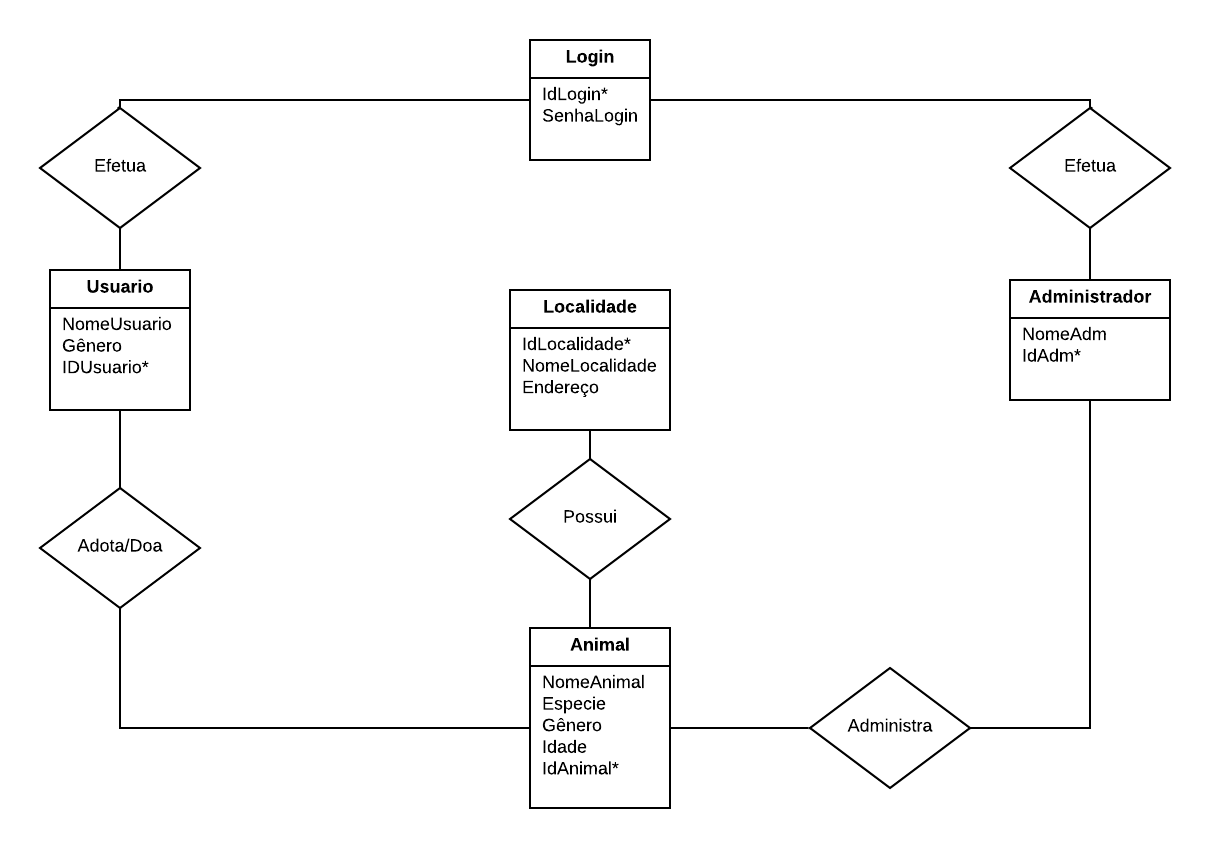 Login
IdLogin*
SenhaLogin
Efetua
Efetua
Usuario
NomeUsuario
Gênero
IDUsuario*
Localidade
IdLocalidade*
NomeLocalidade
Endereço
Administrador
NomeAdm
IdAdm*
Possui
Adota/Doa
Animal
NomeAnimal
Especie
Gênero
Idade
IdAnimal*
Administra